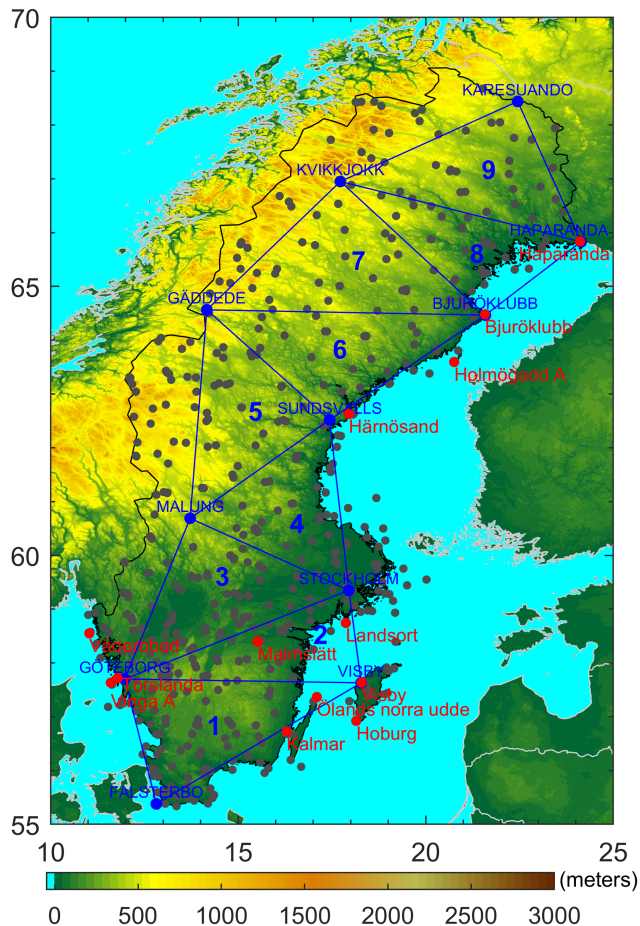 70
KARESUANDO
KVIKKJOKK
9
HAPARANDA
Haparanda
8
7
65
GÄDDEDE
BJURÖKLUBB
Bjuröklubb
6
Holmögadd A
5
SUNDSVALLS
Härnösand
MALUNG
4
60
3
STOCKHOLM
2
Landsort
Väderöbod
Malmslätt
GÖTEBORG
VISBY
Torslanda
Visby
Vinga A
Ölands norra udde
1
Hoburg
Kalmar
FALSTERBO
55
10 15 20 25
(meters)
0 500 1000 1500 2000 2500 3000